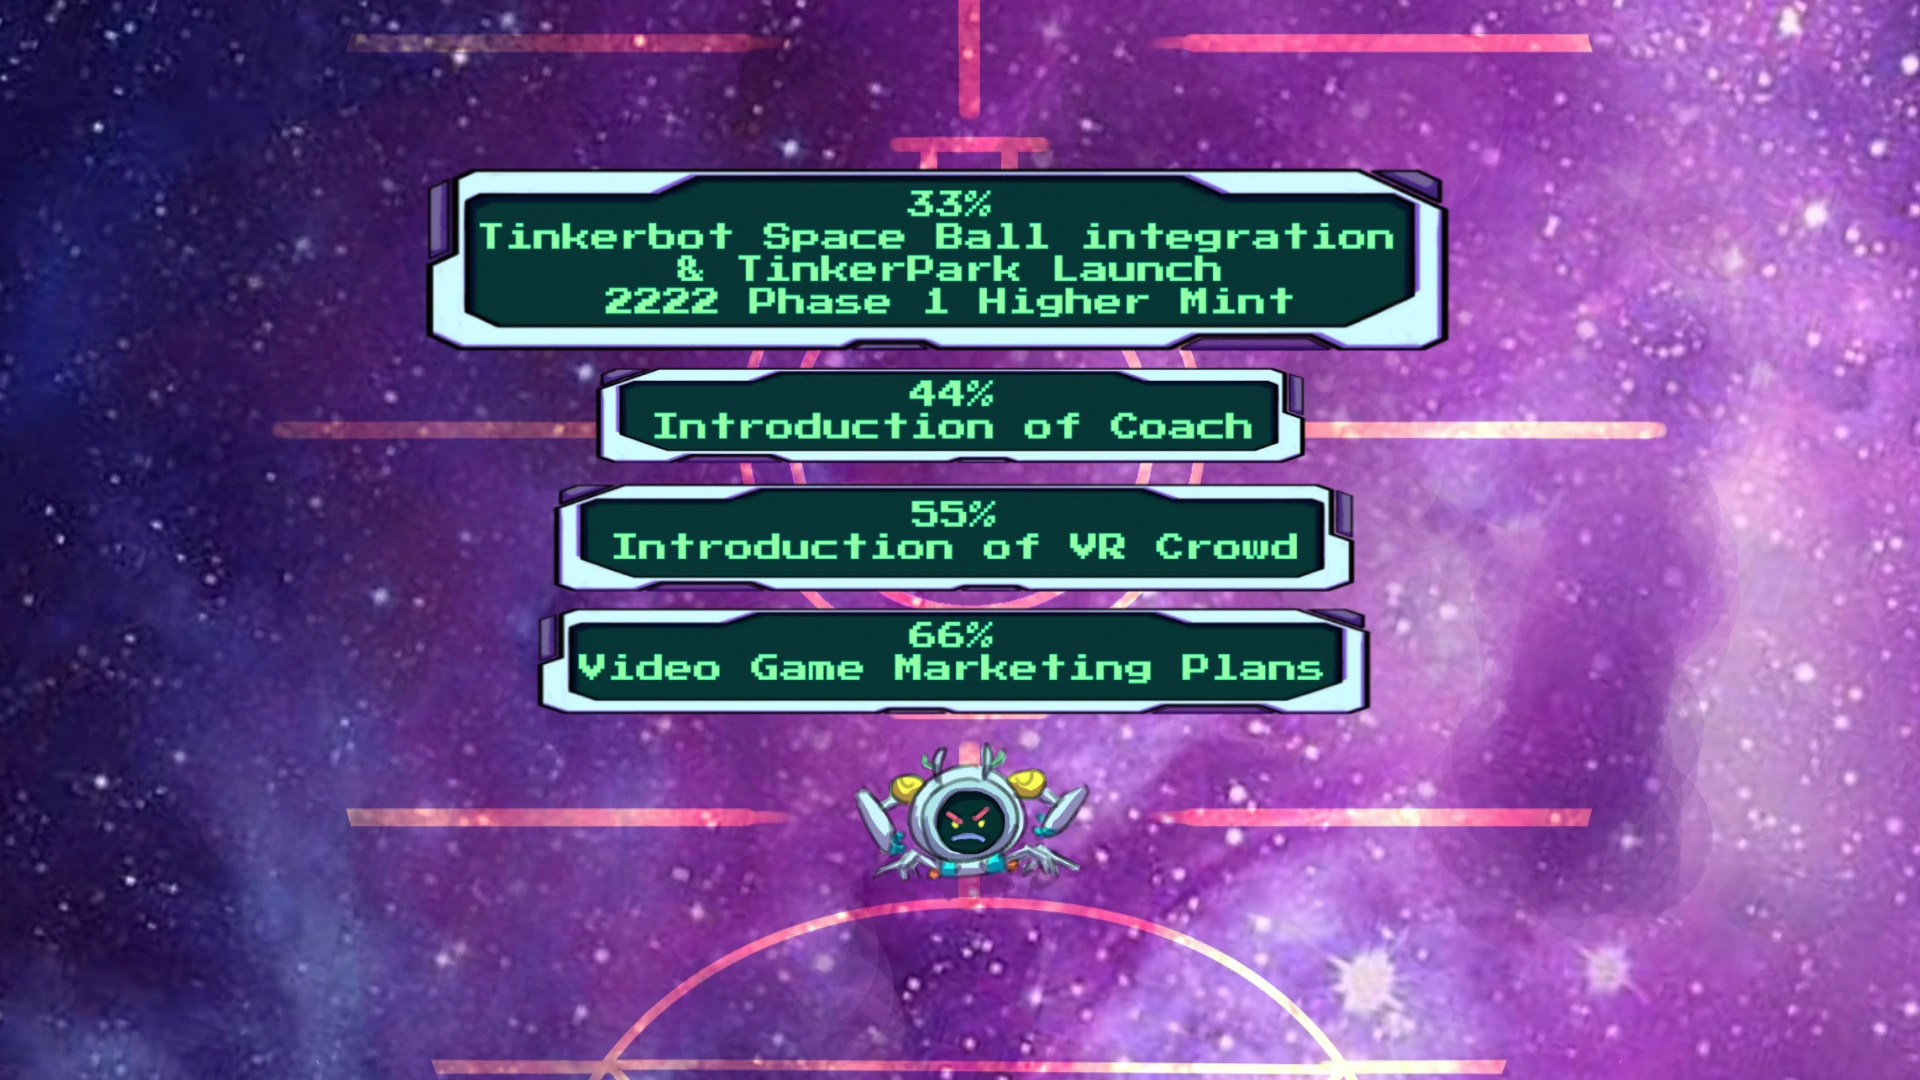 33%
Tinkerbot Space Ball integration
& TinkerPark Launch
2222 Phase 1 Higher Mint
44%
Introduction of Coach
55%
Introduction of VR Crowd
66%
Video Game Marketing Plans